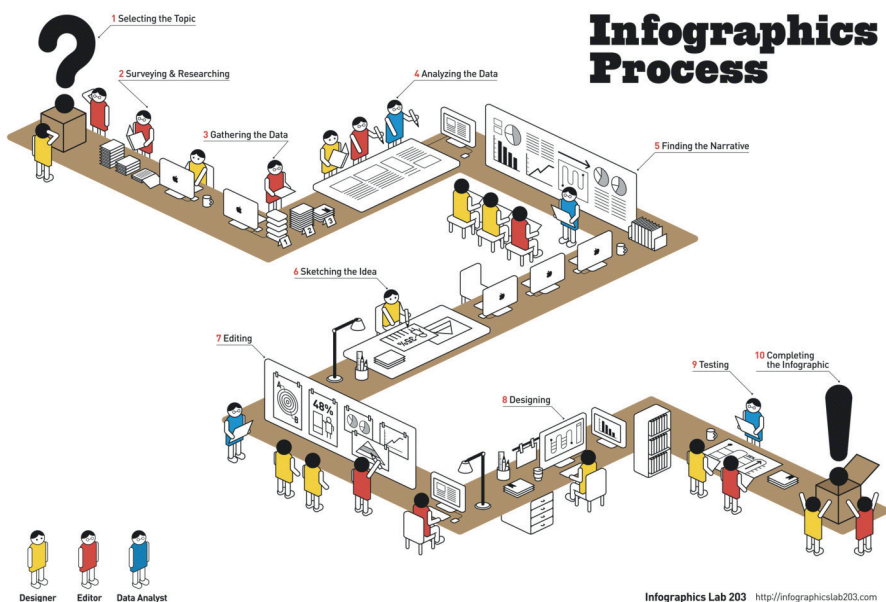 Infographics
Process
1 Selecting the Topic
2 Surveying & Researching
3 Gathering the Data
4 Analyzing the Data
5 Finding the Narrative
1
2
3
6 Sketching the Idea
30%
7 Editing
A
B
48%
8 Designing
9 Testing
10 Completing
the Infographic
Designer
Editor
Data Analyst
Infographics Lab 203 http://infographicslab203.com